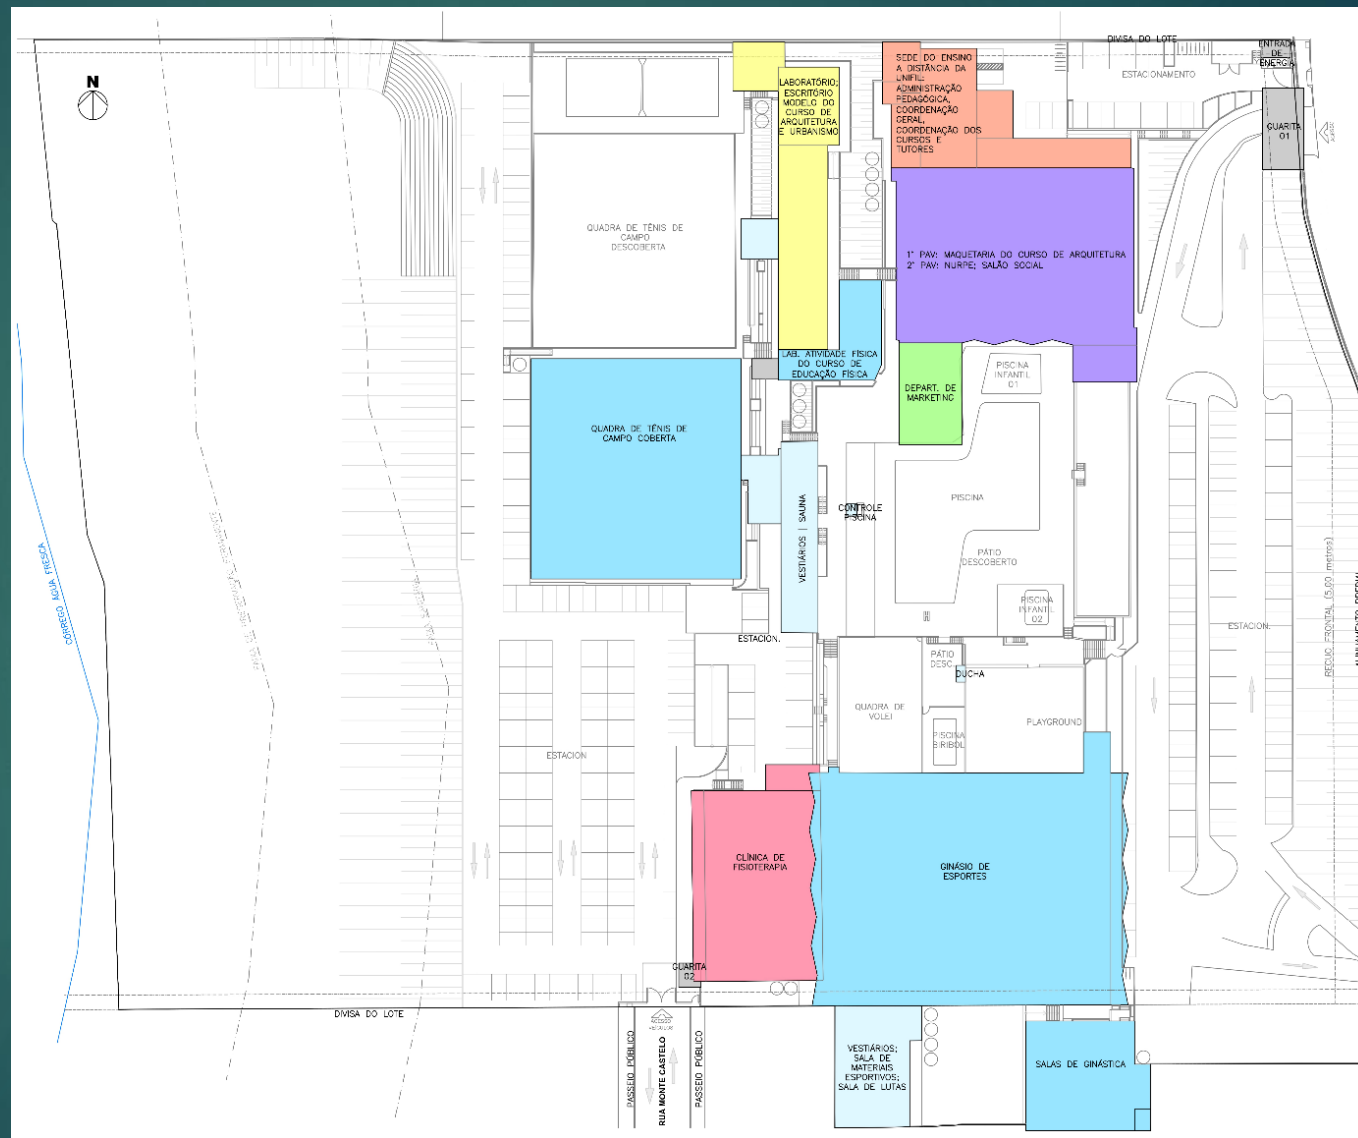 DIVISA DO LOTE
ENTRADA
DE
ENERGIA
N
SEDE DO ENSINO
A DISTÂNCIA DA
UNIFIL:
ADMINISTRAÇÃO
PEDAGÓGICA,
COORDENAÇÃO
GERAL,
COORDENAÇÃO DOS
CURSOS E
TUTORES
ESTACIONAMENTO
LABORATÓRIO;
ESCRITÓRIO
MODELO DO
CURSO DE
ARQUITETURA
E URBANISMO
GUARITA
01
ACESSO
QUADRA DE TÊNIS DE
CAMPO
DESCOBERTA
1° PAV: MAQUETARIA DO CURSO DE ARQUITETURA
2° PAV: NURPE; SALÃO SOCIAL
LAB. ATIVIDADE FÍSICA
DO CURSO DE
EDUCAÇÃO FÍSICA
PISCINA
INFANTIL
01
DEPART. DE
MARKETING
QUADRA DE TÊNIS DE
CAMPO COBERTA
VESTIÁRIOS | SAUNA
CONTROLE
PISCINA
PISCINA
PÁTIO
DESCOBERTO
PISCINA
INFANTIL
02
CÓRREGO ÁGUA FRESCA
ESTACION.
RECUO FRONTAL (5,00 metros)
ESTACION.
PÁTIO
DESC.
DUCHA
QUADRA DE
VOLEI
PLAYGROUND
PISCINA
BIRIBOL
ESTACION
CLÍNICA DE
FISIOTERAPIA
GINÁSIO DE
ESPORTES
GUARITA
02
DIVISA DO LOTE
ACESSO
VEÍCULOS
PASSEIO PÚBLICO
RUA MONTE CASTELO
PASSEIO PÚBLICO
VESTIÁRIOS;
SALA DE
MATERIAIS
ESPORTIVOS;
SALA DE LUTAS
SALAS DE GINÁSTICA